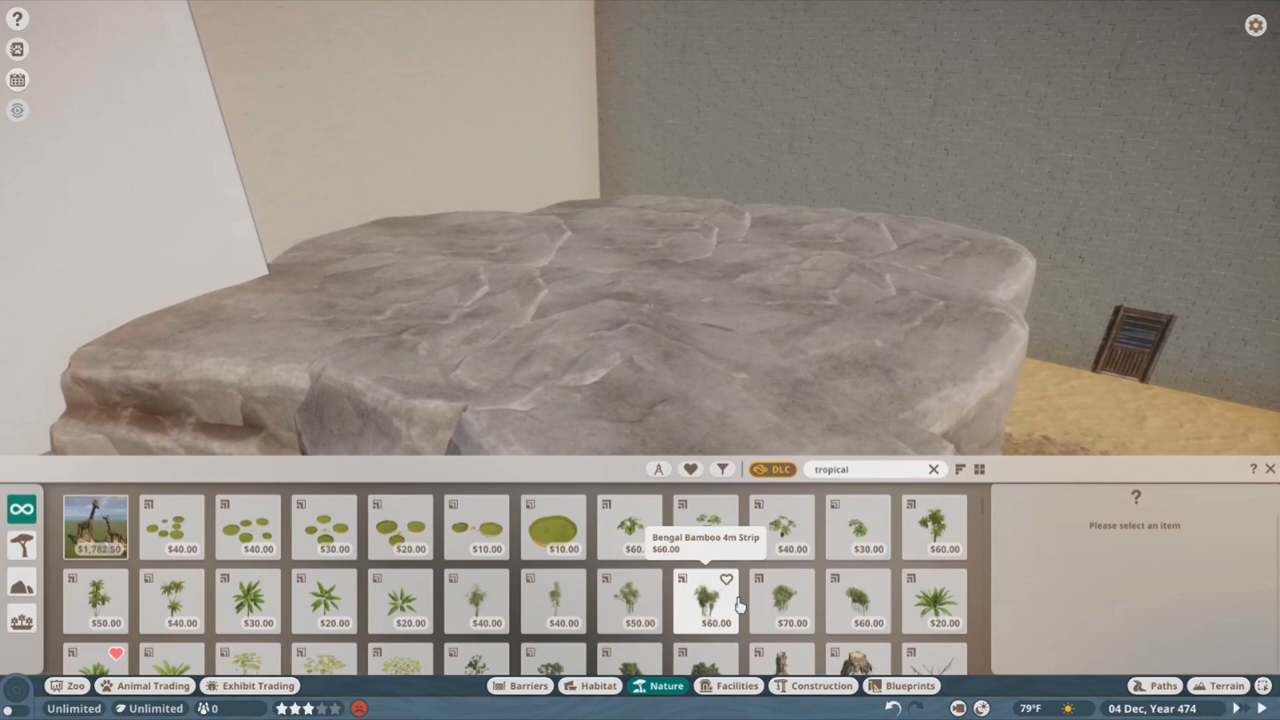 ?
DLC
tropical
?
$1,782.50
$40.00
$40.00
$30.00
$20.00
$10.00
$10.00
$60.
$40.00
$30.00
$60.00
Bengal Bamboo 4m Strip
$60.00
$50.00
$40.00
$30.00
$20.00
$20.00
$40.00
$40.00
$50.00
$60.00
$70.00
$60.00
$20.00
?
Please select an item
Zoo
Animal Trading
Exhibit Trading
Barriers
Habitat
Nature
Facilities
Construction
Blueprints
Paths
Terrain
Unlimited
Unlimited
0
79°F
04 Dec, Year 474